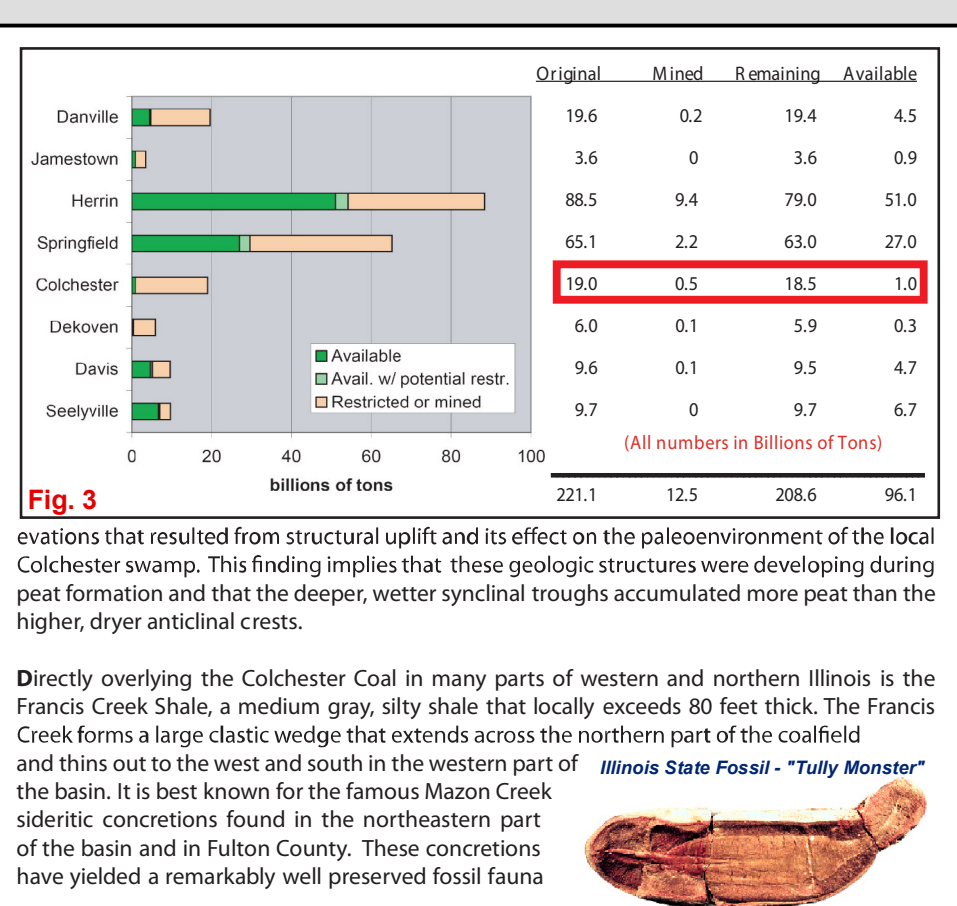 Original Mined Remaining Available
Danville 19.6 0.2 19.4 4.5
Jamestown 3.6 0 3.6 0.9
Herrin 88.5 9.4 79.0 51.0
Springfield 65.1 2.2 63.0 27.0
Colchester 19.0 0.5 18.5 1.0
Dekoven 6.0 0.1 5.9 0.3
Davis 9.6 0.1 9.5 4.7
Seelyville 9.7 0 9.7 6.7
Available
Avail. w/ potential restr.
Restricted or mined
(All numbers in Billions of Tons)
0 20 40 60 80 100
billions of tons
221.1 12.5 208.6 96.1
Fig. 3
evations that resulted from structural uplift and its effect on the paleoenvironment of the local
Colchester swamp. This finding implies that these geologic structures were developing during
peat formation and that the deeper, wetter synclinal troughs accumulated more peat than the
higher, dryer anticlinal crests.
Directly overlying the Colchester Coal in many parts of western and northern Illinois is the
Francis Creek Shale, a medium gray, silty shale that locally exceeds 80 feet thick. The Francis
Creek forms a large clastic wedge that extends across the northern part of the coalfield
and thins out to the west and south in the western part of
the basin. It is best known for the famous Mazon Creek
sideritic concretions found in the northeastern part
of the basin and in Fulton County. These concretions
have yielded a remarkably well preserved fossil fauna
Illinois State Fossil - "Tully Monster"